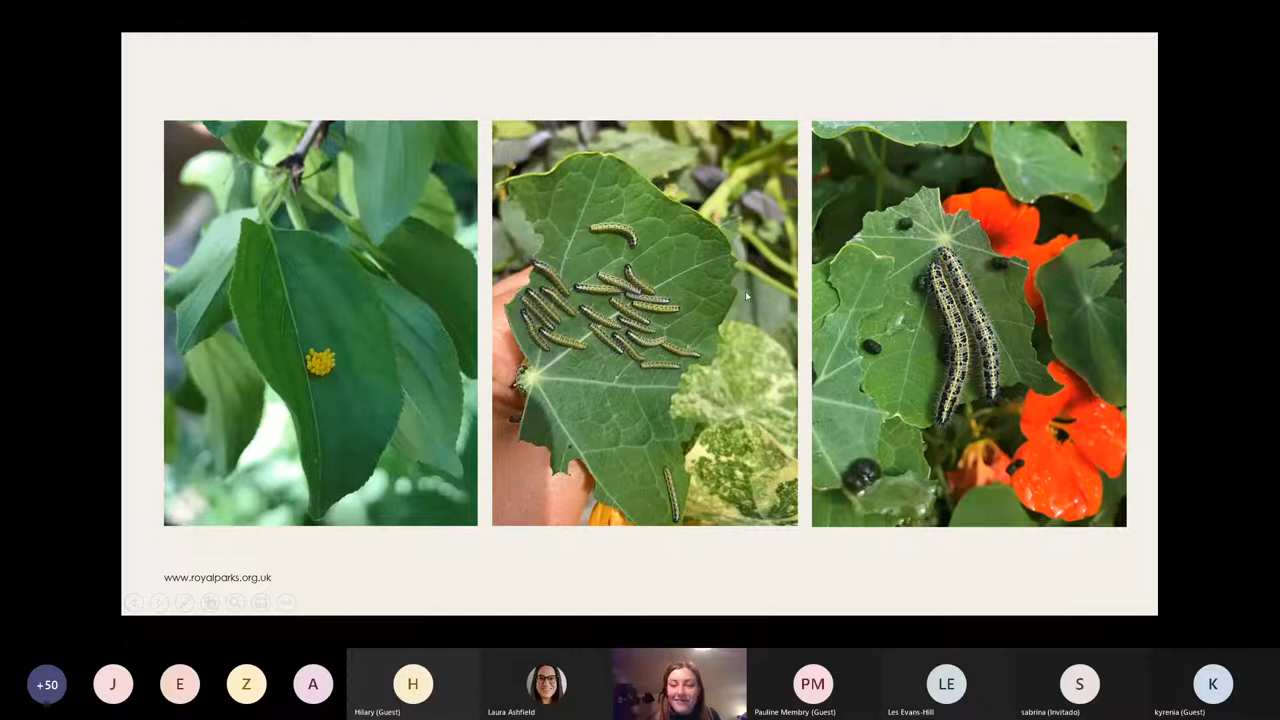 www.royalparks.org.uk
+50
J
E
Z
A
H
Hilary (Guest)
Laura Ashfield
PM
Pauline Membry (Guest)
LE
Les Evans-Hill
S
sabrina (Invitado)
K
kyrenia (Guest)